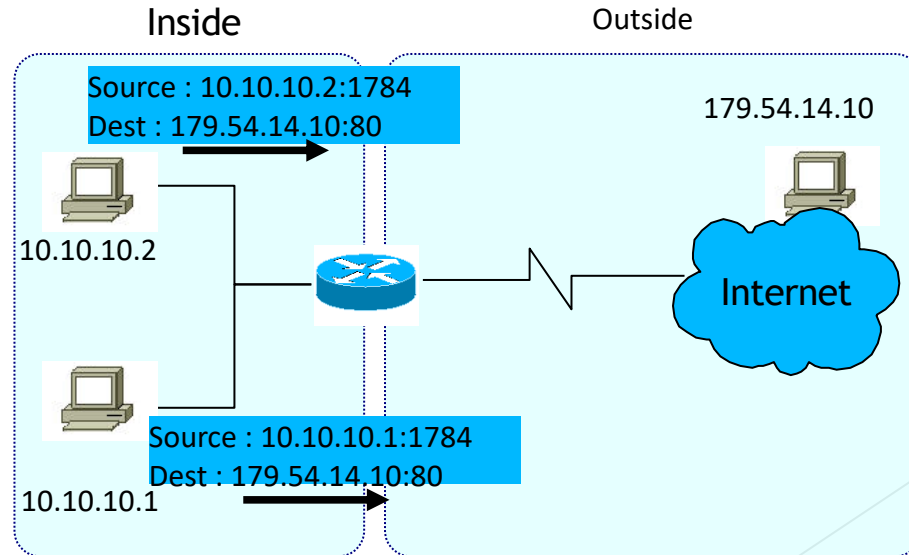 Inside
Outside
Source : 10.10.10.2:1784
Dest : 179.54.14.10:80
179.54.14.10
10.10.10.2
Internet
Source : 10.10.10.1:1784
Dest : 179.54.14.10:80
10.10.10.1